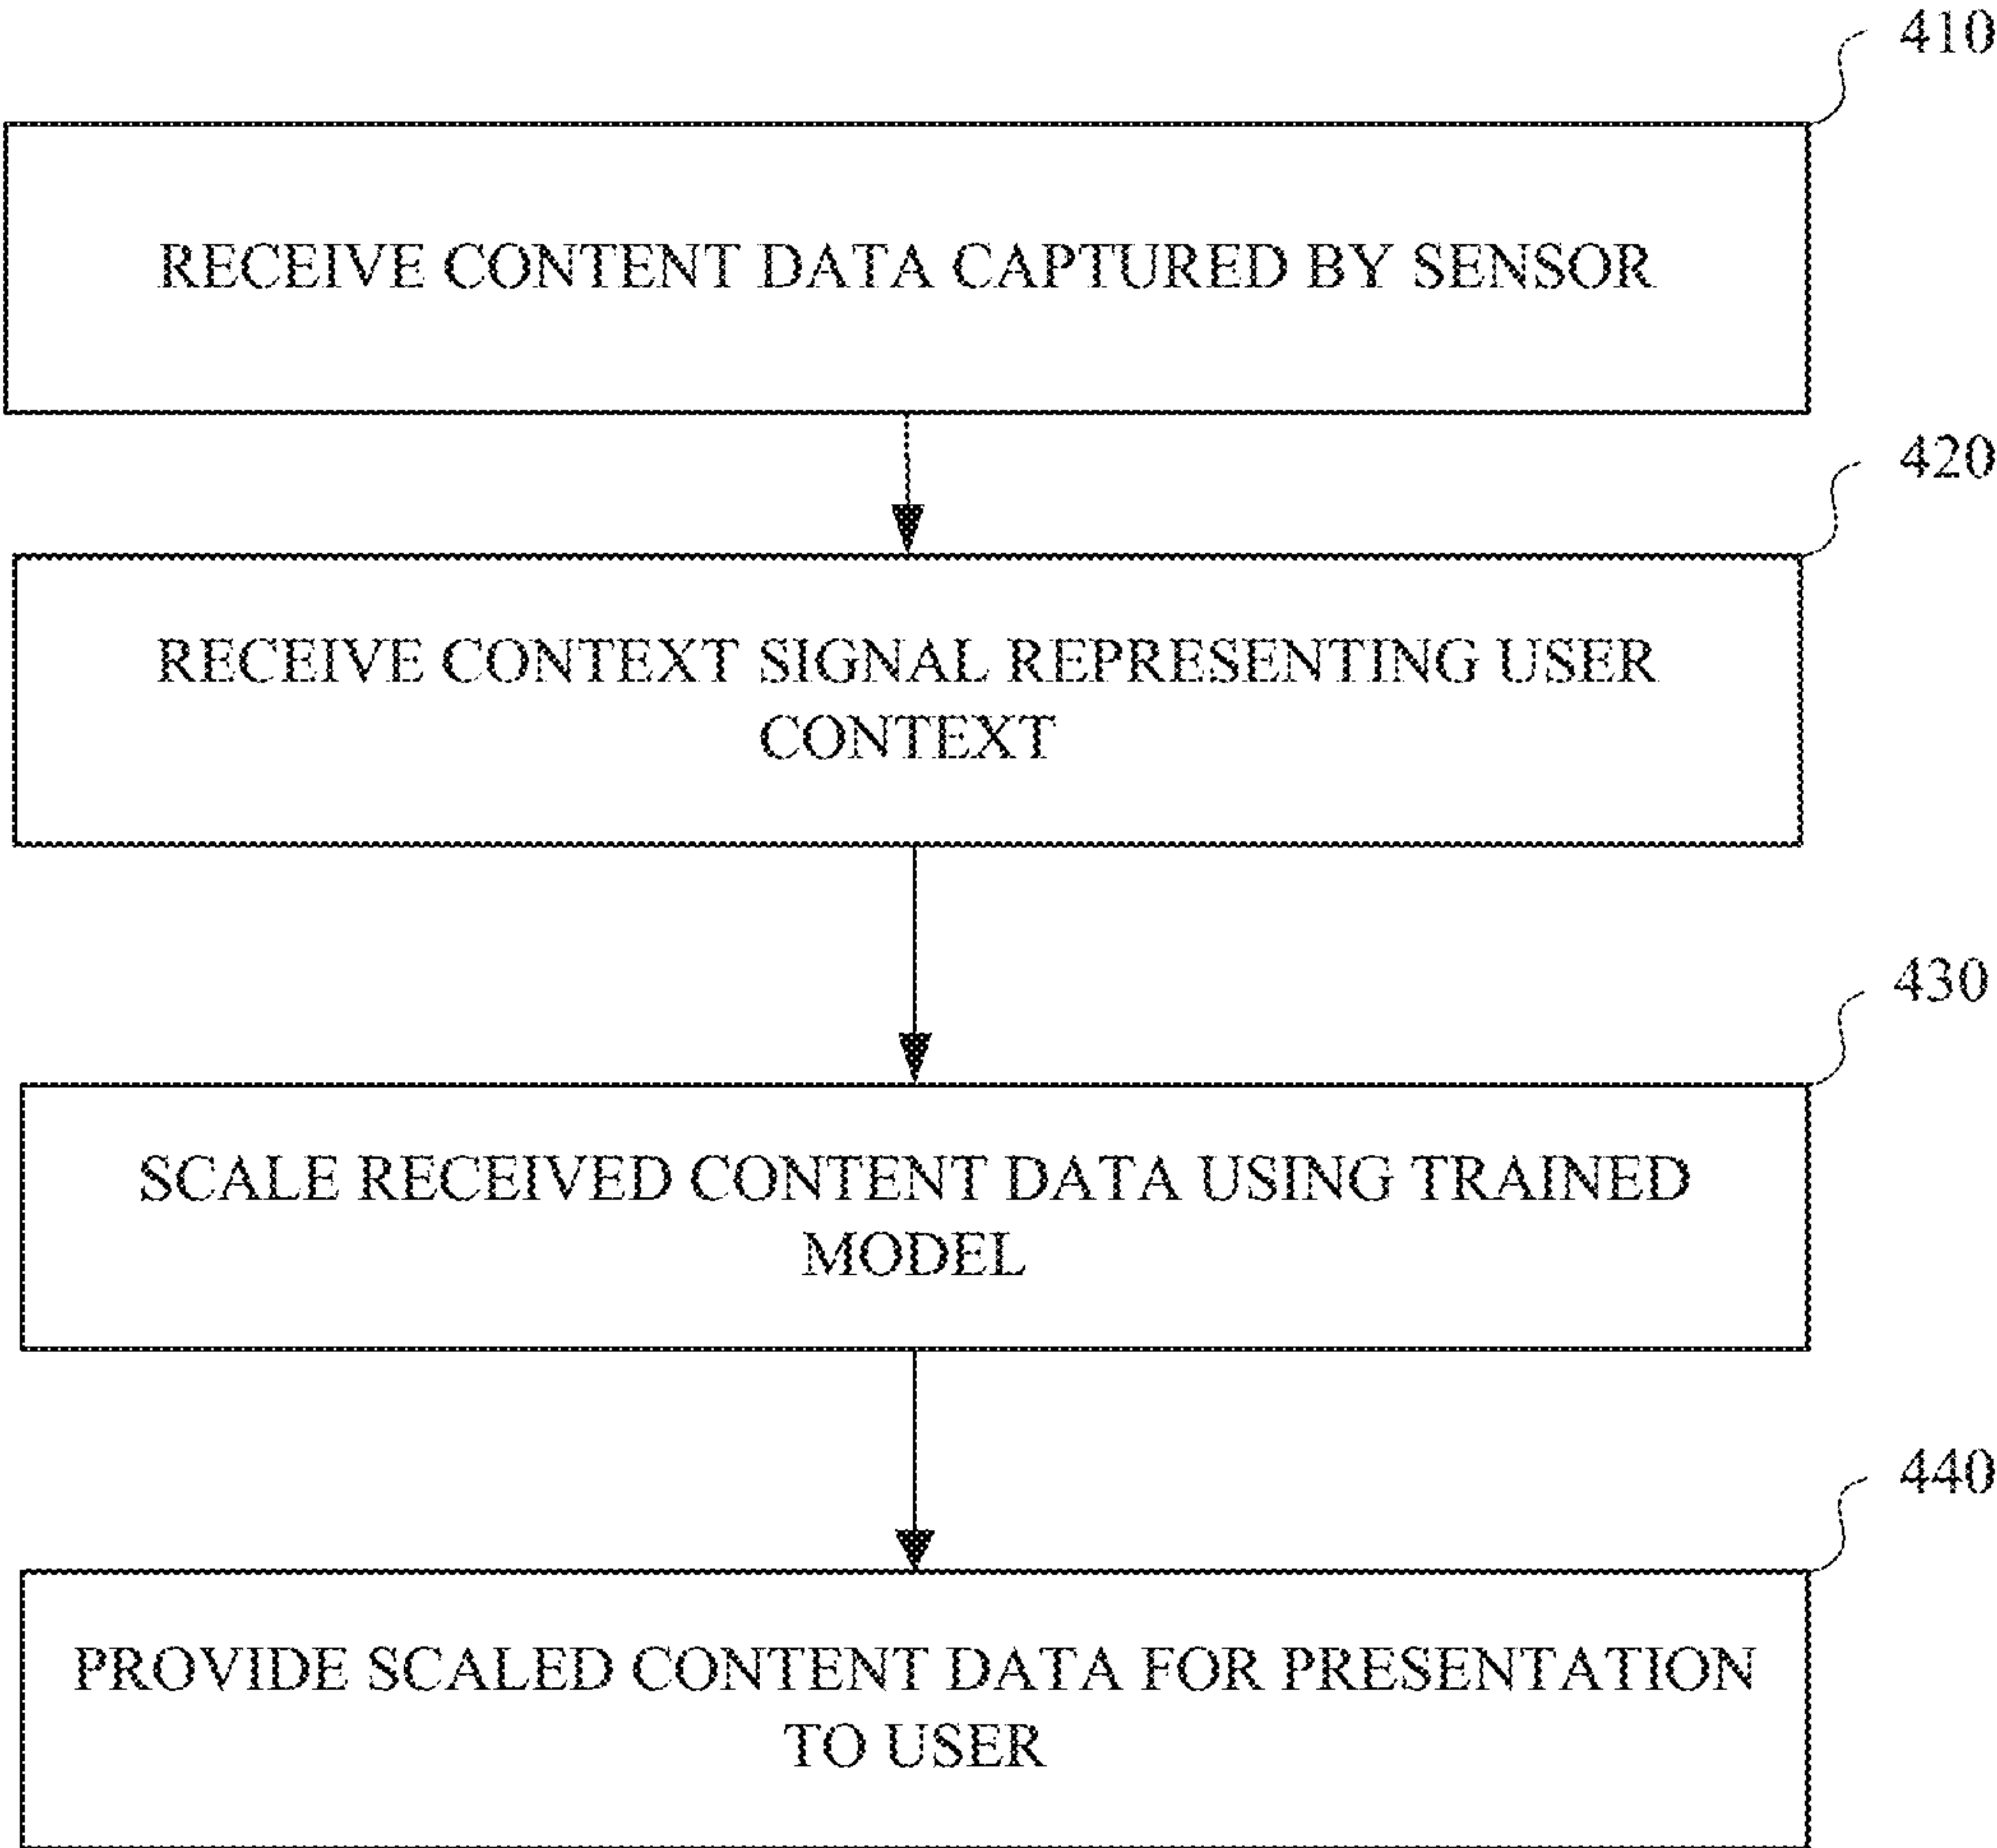 410
RECEIVE CONTENT DATA CAPTURED BY SENSOR
420
RECEIVE CONTEXT SIGNAL REPRESENTING USER
CONTEXT
430
SCALE RECEIVED CONTENT DATA USING TRAINED
MODEL
440
PROVIDE SCALED CONTENT DATA FOR PRESENTATION
TO USER